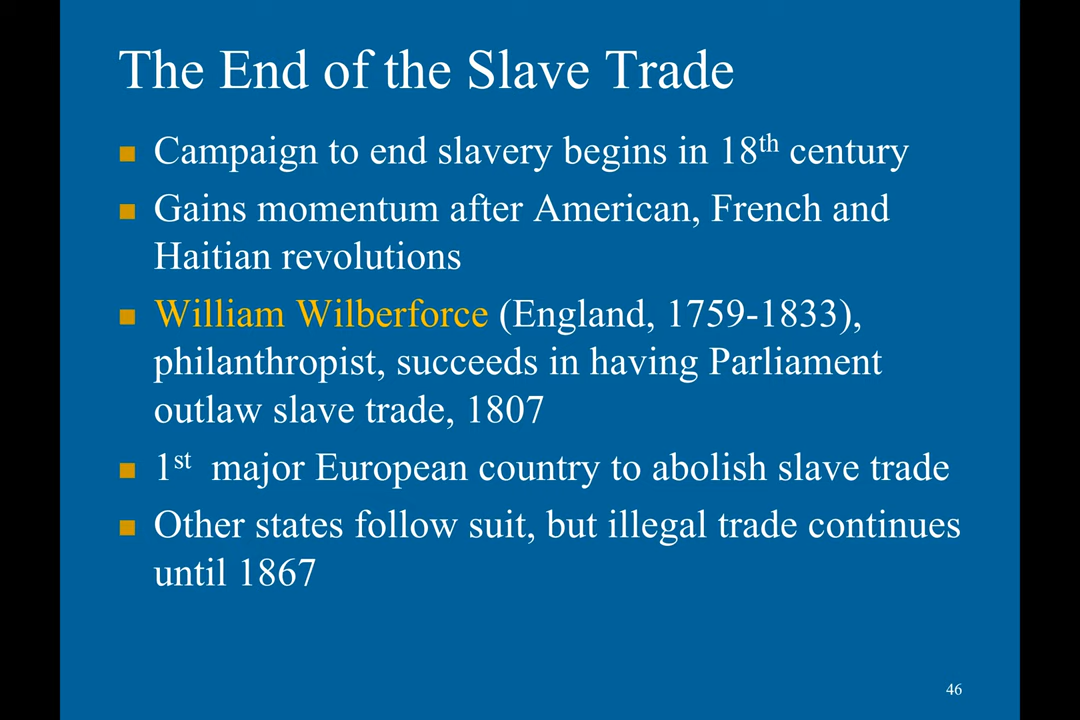 The End of the Slave Trade
Campaign to end slavery begins in 18th century
Gains momentum after American, French and
Haitian revolutions
William Wilberforce (England, 1759-1833),
philanthropist, succeeds in having Parliament
outlaw slave trade, 1807
1st major European country to abolish slave trade
Other states follow suit, but illegal trade continues
until 1867
46